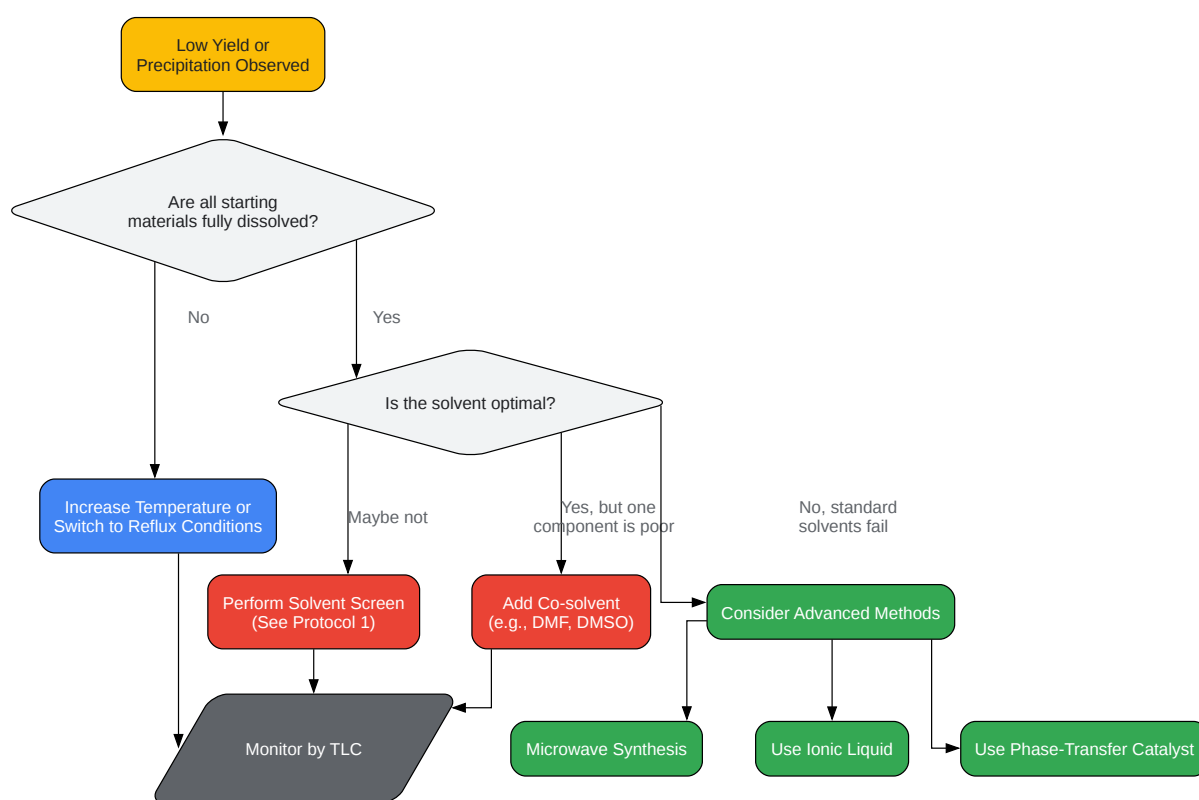 Low Yield or
Precipitation Observed
Are all starting
materials fully dissolved?
No
Yes
Is the solvent optimal?
Increase Temperature or
Switch to Reflux Conditions
Maybe not
Yes, but one
component is poor
No, standard
solvents fail
Perform Solvent Screen
(See Protocol 1)
Add Co-solvent
(e.g., DMF, DMSO)
Consider Advanced Methods
Monitor by TLC
Microwave Synthesis
Use Ionic Liquid
Use Phase-Transfer Catalyst